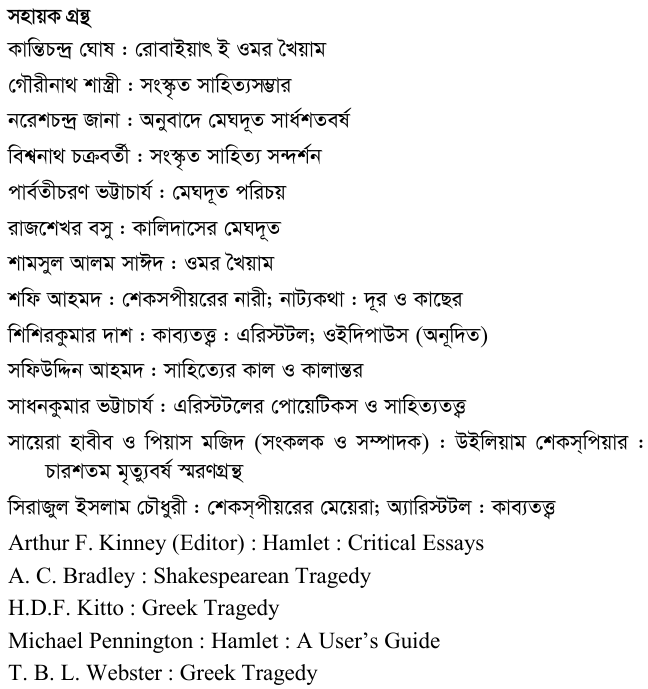 সহায়ক গ্রন্থ
কান্তিচন্দ্র ঘোষ : রোবাইয়াৎ ই ওমর খৈয়াম
গৌরীনাথ শাস্ত্রী : সংস্কৃত সাহিত্যসম্ভার
নরেশচন্দ্র জানা : অনুবাদে মেঘদূত সার্ধশতবর্ষ
বিশ্বনাথ চক্রবর্তী : সংস্কৃত সাহিত্য সন্দর্শন
পার্বতীচরণ ভট্টাচার্য : মেঘদূত পরিচয়
রাজশেখর বসু : কালিদাসের মেঘদূত
শামসুল আলম সাঈদ : ওমর খৈয়াম
শফি আহমদ : শেকসপীয়রের নারী; নাট্যকথা : দূর ও কাছের
শিশিরকুমার দাশ : কাব্যতত্ত্ব : এরিস্টটল; ওইদিপাউস (অনূদিত)
সফিউদ্দিন আহমদ : সাহিত্যের কাল ও কালান্তর
সাধনকুমার ভট্টাচার্য : এরিস্টটলের পোয়েটিকস ও সাহিত্যতত্ত্ব
সায়েরা হাবীব ও পিয়াস মজিদ (সংকলক ও সম্পাদক) : উইলিয়াম শেকস্‌পিয়ার :
চারশতম মৃত্যুবর্ষ স্মরণগ্রন্থ
সিরাজুল ইসলাম চৌধুরী : শেকস্‌পীয়রের মেয়েরা; অ্যারিস্টটল : কাব্যতত্ত্ব
Arthur F. Kinney (Editor) : Hamlet : Critical Essays
A. C. Bradley : Shakespearean Tragedy
H.D.F. Kitto : Greek Tragedy
Michael Pennington : Hamlet : A User’s Guide
T. B. L. Webster : Greek Tragedy